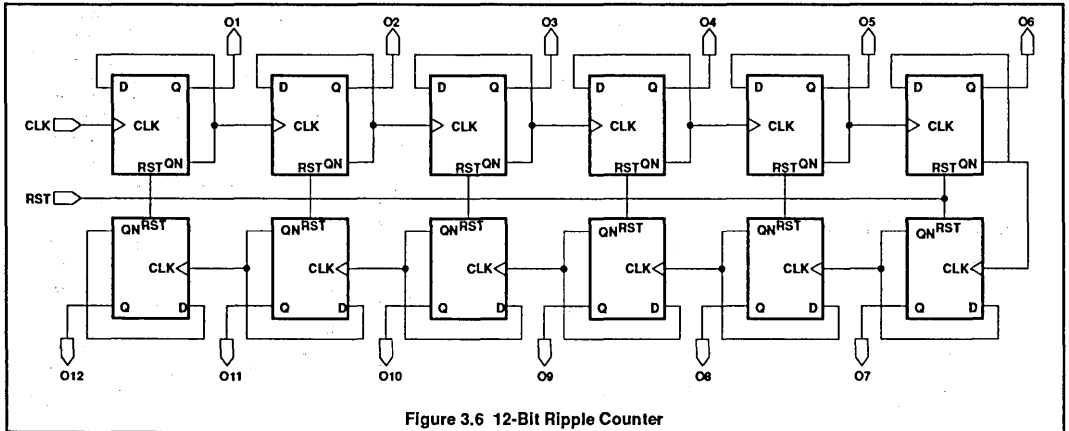 O1 O2 O3 O4 O5 O6
D Q D Q D Q D Q D Q D Q
CLK CLK CLK CLK CLK CLK CLK
RST QN RST QN RST QN RST QN RST QN RST QN
RST
QN RST QN RST QN RST QN RST QN RST QN RST
CLK CLK CLK CLK CLK CLK
Q D Q D Q D Q D Q D Q D
O12 O11 O10 O9 O8 O7
Figure 3.6 12-Bit Ripple Counter